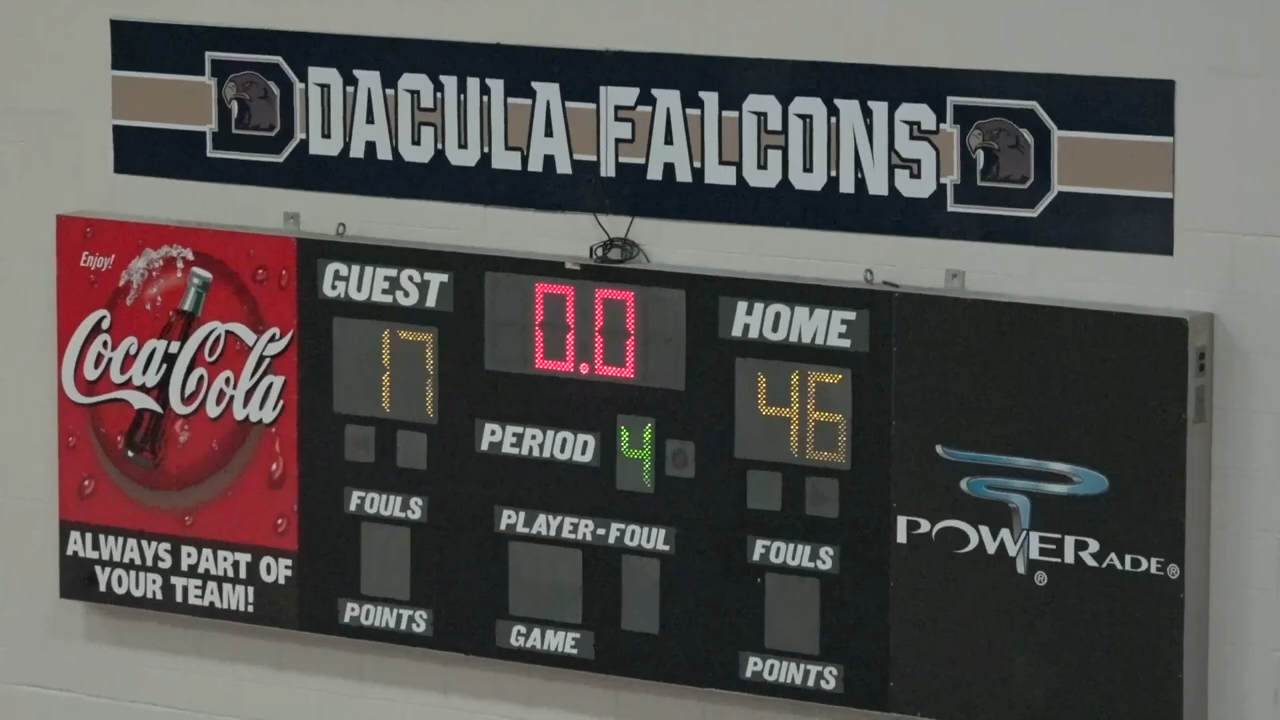 DACULA FALCONS
Enjoy!
Coca-Cola
ALWAYS PART OF
YOUR TEAM!
GUEST
17
0.0
HOME
46
PERIOD 4
FOULS
PLAYER-FOUL
FOULS
POINTS
GAME
POINTS
POWERADE®
®